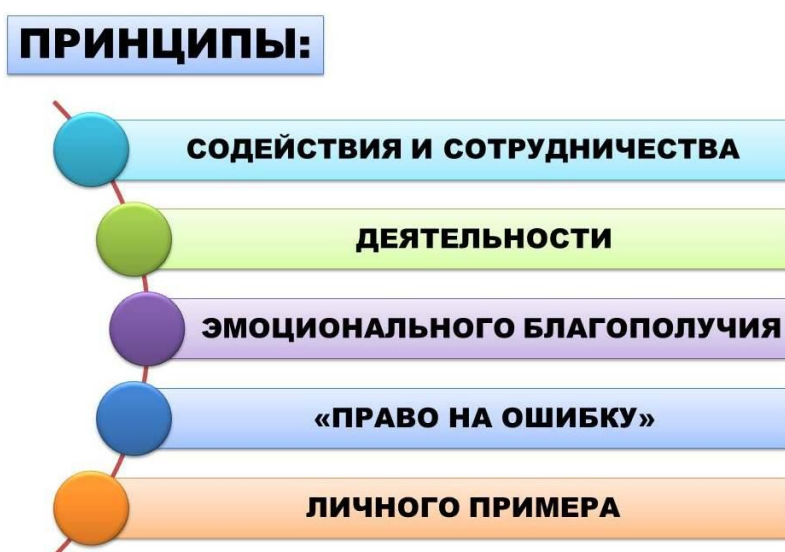 ПРИНЦИПЫ:
СОДЕЙСТВИЯ И СОТРУДНИЧЕСТВА
ДЕЯТЕЛЬНОСТИ
ЭМОЦИОНАЛЬНОГО БЛАГОПОЛУЧИЯ
«ПРАВО НА ОШИБКУ»
ЛИЧНОГО ПРИМЕРА